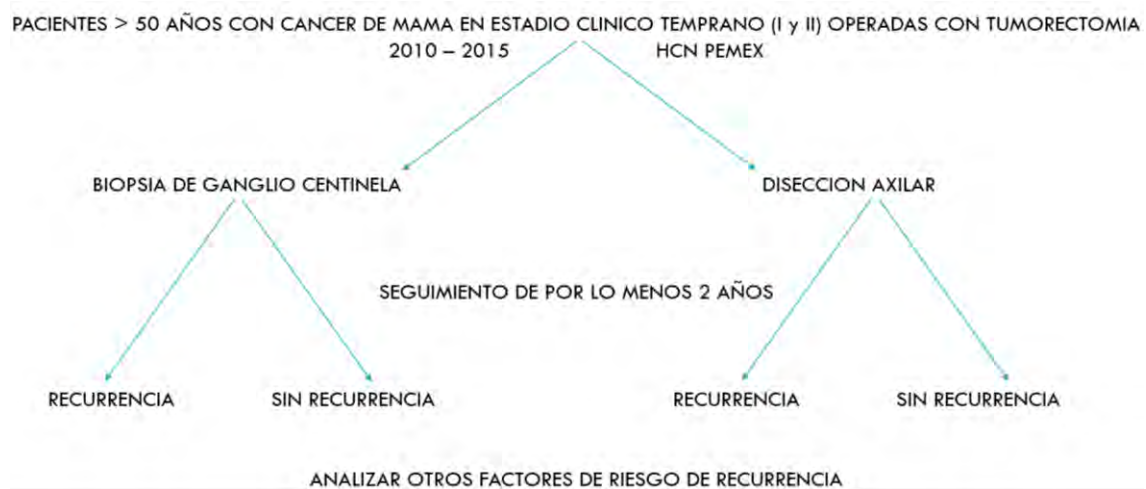 PACIENTES > 50 AÑOS CON CANCER DE MAMA EN ESTADIO CLINICO TEMPRANO (I y II) OPERADAS CON TUMORECTOMIA
2010 – 2015 HCN PEMEX
BIOPSIA DE GANGLIO CENTINELA DISECCION AXILAR
SEGUIMIENTO DE POR LO MENOS 2 AÑOS
RECURRENCIA SIN RECURRENCIA RECURRENCIA SIN RECURRENCIA
ANALIZAR OTROS FACTORES DE RIESGO DE RECURRENCIA